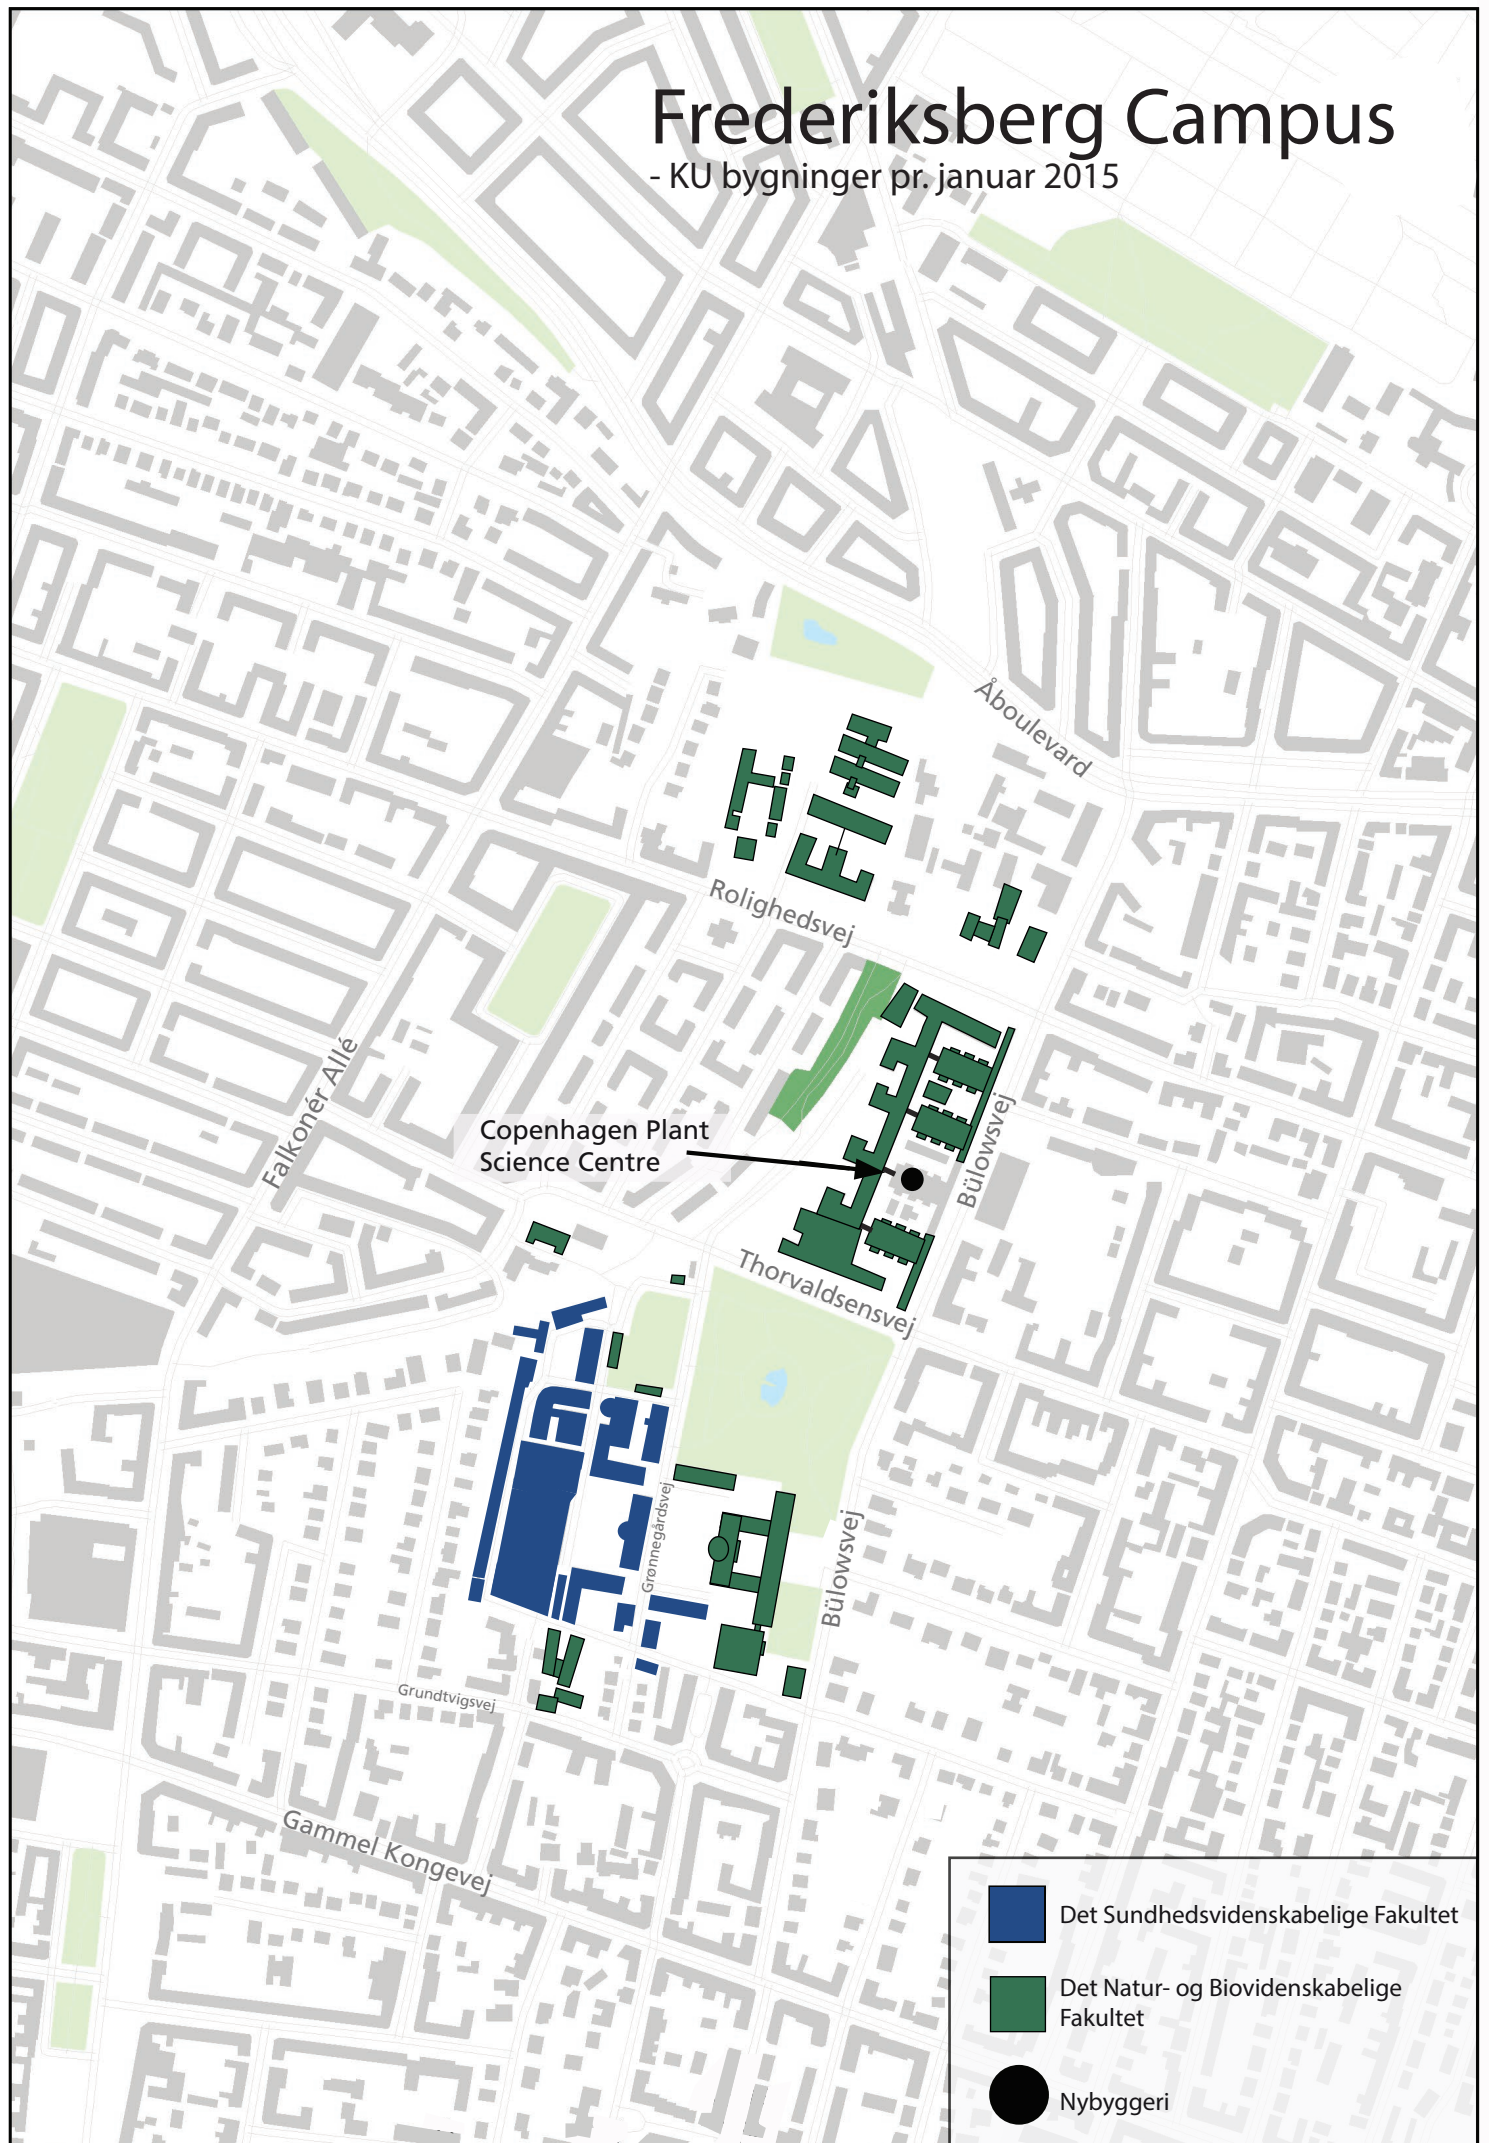 Frederiksberg Campus
- KU bygninger pr. januar 2015
Åboulevard
Rolighedsvej
Falkonér Allé
Copenhagen Plant
Science Centre
Bülowsvej
Thorvaldsensvej
Grønnegårdsvej
Bülowsvej
Grundtvigsvej
Gammel Kongevej
Det Sundhedsvidenskabelige Fakultet
Det Natur- og Biovidenskabelige
Fakultet
Nybyggeri